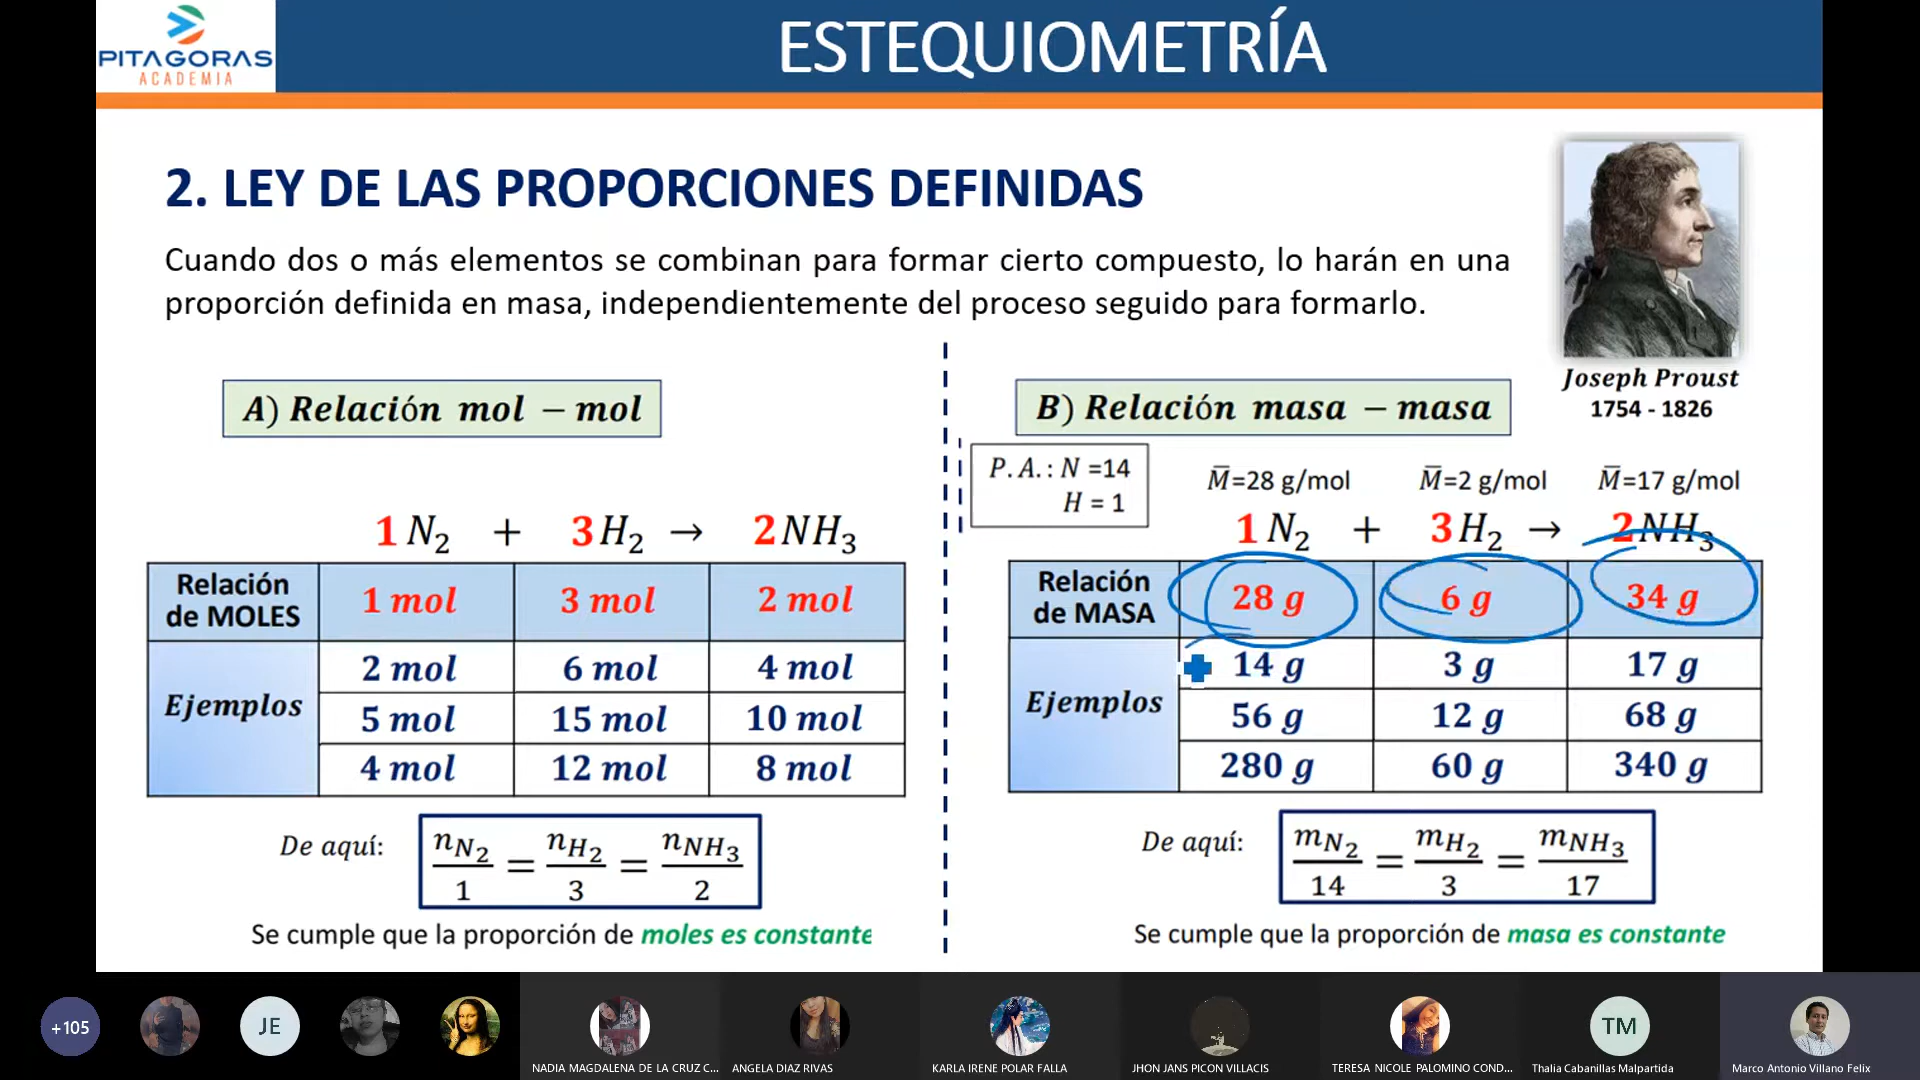 PITAGORAS
ACADEMIA
ESTEQUIOMETRÍA
2. LEY DE LAS PROPORCIONES DEFINIDAS
Cuando dos o más elementos se combinan para formar cierto compuesto, lo harán en una
proporción definida en masa, independientemente del proceso seguido para formarlo.
Joseph Proust
1754 - 1826
A) Relación mol – mol
1 N₂ + 3 H₂ → 2 NH₃
Relación de MOLES 1 mol 3 mol 2 mol
Ejemplos
2 mol 6 mol 4 mol
5 mol 15 mol 10 mol
4 mol 12 mol 8 mol
De aquí: n_N₂/1 = n_H₂/3 = n_NH₃/2
Se cumple que la proporción de moles es constante
B) Relación masa – masa
P.A.: N =14
H = 1
M̅=28 g/mol M̅=2 g/mol M̅=17 g/mol
1 N₂ + 3 H₂ → 2 NH₃
Relación de MASA 28 g 6 g 34 g
Ejemplos
14 g 3 g 17 g
56 g 12 g 68 g
280 g 60 g 340 g
De aquí: m_N₂/14 = m_H₂/3 = m_NH₃/17
Se cumple que la proporción de masa es constante
+105
JE
TM
NADIA MAGDALENA DE LA CRUZ C...
ANGELA DIAZ RIVAS
KARLA IRENE POLAR FALLA
JHON JANS PICON VILLACIS
TERESA NICOLE PALOMINO COND...
Thalia Cabanillas Malpartida
Marco Antonio Villano Felix